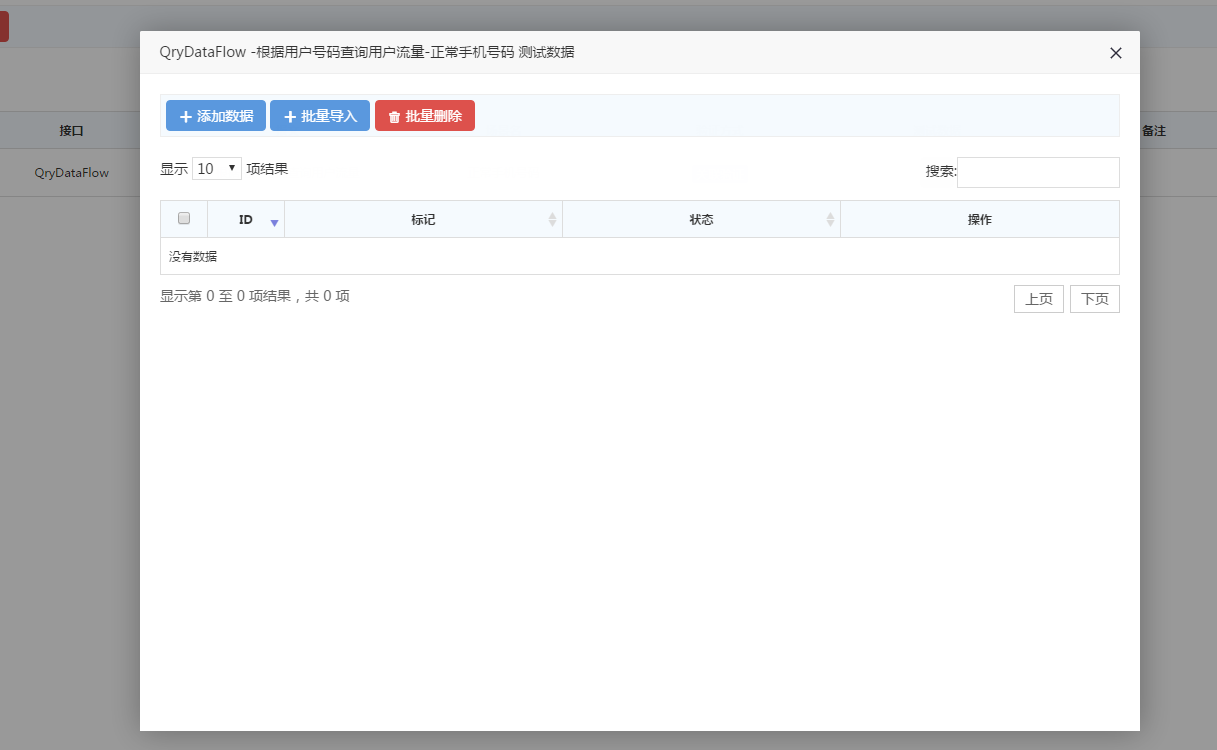 QryDataFlow -根据用户号码查询用户流量-正常手机号码 测试数据
添加数据 批量导入 批量删除
接口 备注
显示 10 项结果 搜索:
QryDataFlow
ID 标记 状态 操作
没有数据
显示第 0 至 0 项结果，共 0 项 上页 下页